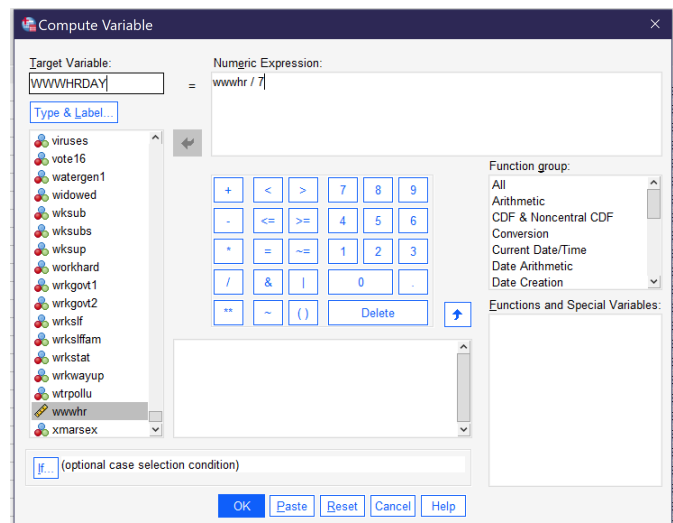 Compute Variable
Target Variable:
WWWHRDAY
=
Numeric Expression:
wwwhr / 7
Type & Label...
viruses
vote16
watergen1
widowed
wksub
wksubs
wksup
workhard
wrkgovt1
wrkgovt2
wrkslf
wrkslffam
wrkstat
wrkwayup
wtrpollu
wwwhr
xmarsex
+ < > 7 8 9
- <= >= 4 5 6
* = ~= 1 2 3
/ & | 0 .
** ~ ( ) Delete
Function group:
All
Arithmetic
CDF & Noncentral CDF
Conversion
Current Date/Time
Date Arithmetic
Date Creation
Functions and Special Variables:
If... (optional case selection condition)
OK Paste Reset Cancel Help